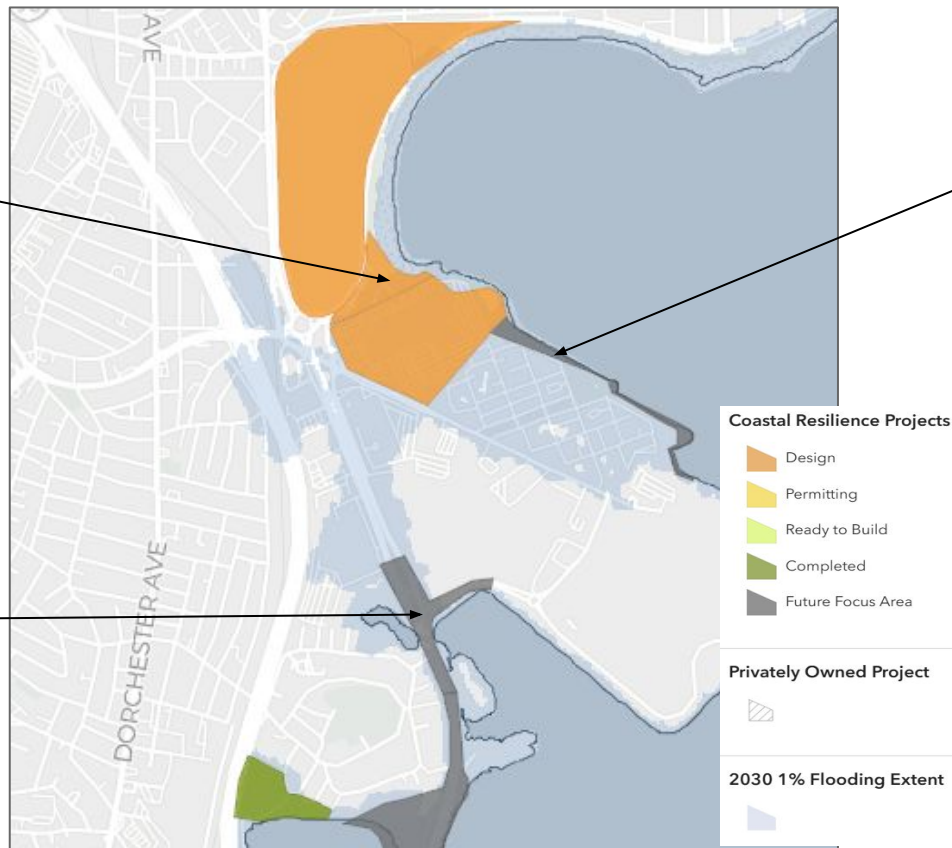 AVE
DORCHESTER AVE
Coastal Resilience Projects
Design
Permitting
Ready to Build
Completed
Future Focus Area
Privately Owned Project
2030 1% Flooding Extent